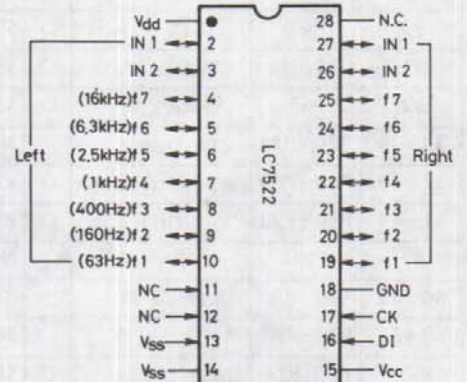 Vdd
IN 1
IN 2
(16kHz)f7
(6,3kHz)f6
(2,5kHz)f5
Left
(1kHz)f4
(400Hz)f3
(160Hz)f2
(63Hz)f1
NC
NC
Vss
Vss
2
3
4
5
6
7
8
9
10
11
12
13
14
LC7522
28
27
26
25
24
23
22
21
20
19
18
17
16
15
N.C.
IN 1
IN 2
f7
f6
f5
Right
f4
f3
f2
f1
GND
CK
DI
Vcc